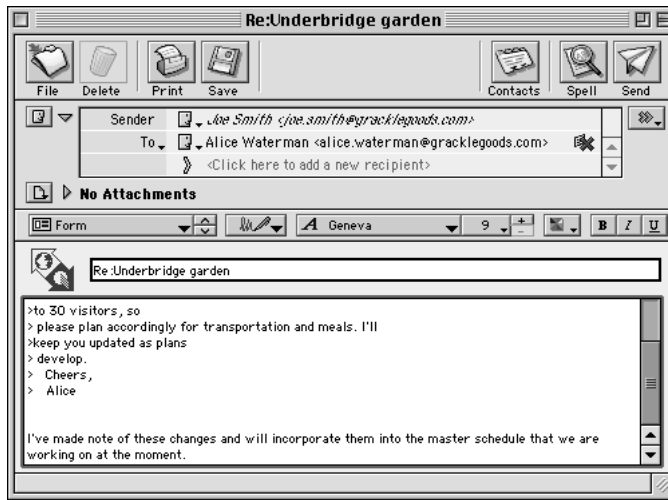 Re:Underbridge garden
File Delete Print Save Contacts Spell Send
Sender Joe Smith <joe.smith@gracklegoods.com>
To Alice Waterman <alice.waterman@gracklegoods.com>
<Click here to add a new recipient>
No Attachments
Form A Geneva 9 B I U
Re:Underbridge garden
>to 30 visitors, so
> please plan accordingly for transportation and meals. I'll
>keep you updated as plans
> develop.
> Cheers,
> Alice
I've made note of these changes and will incorporate them into the master schedule that we are
working on at the moment.